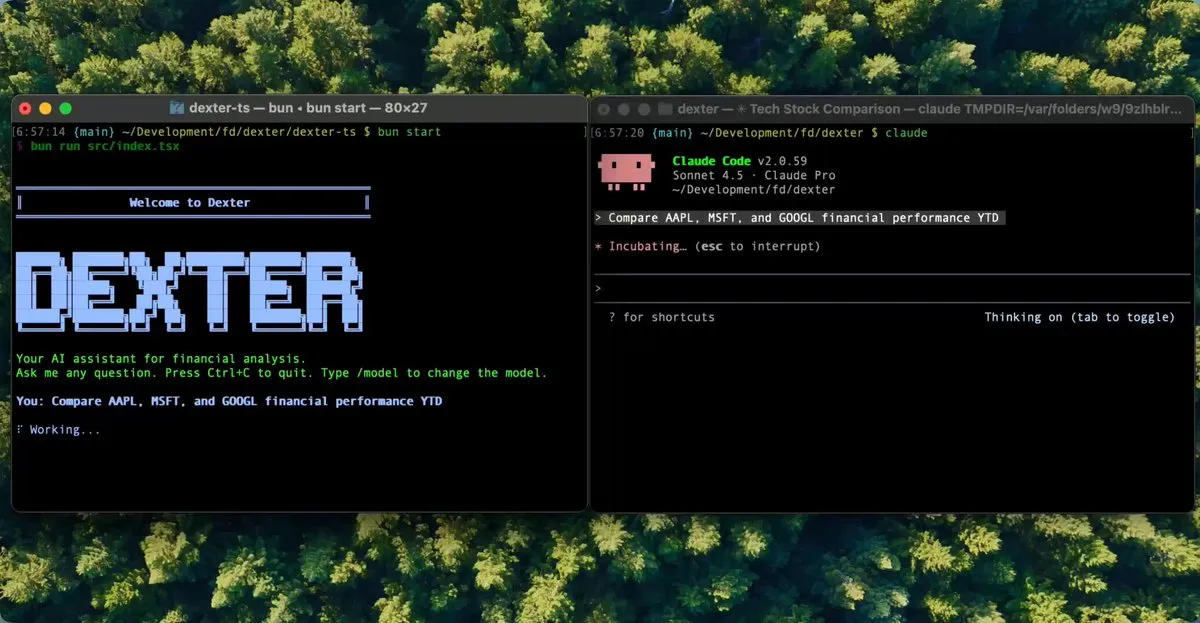 dexter-ts — bun ◂ bun start — 80×27
[6:57:14 {main} ~/Development/fd/dexter/dexter-ts $ bun start ]
$ bun run src/index.tsx
Welcome to Dexter
DEXTER
Your AI assistant for financial analysis.
Ask me any question. Press Ctrl+C to quit. Type /model to change the model.
You: Compare AAPL, MSFT, and GOOGL financial performance YTD
Working...
dexter — ✳ Tech Stock Comparison — claude TMPDIR=/var/folders/w9/9zlhblr...
[6:57:20 {main} ~/Development/fd/dexter $ claude ]
Claude Code v2.0.59
Sonnet 4.5 · Claude Pro
~/Development/fd/dexter
> Compare AAPL, MSFT, and GOOGL financial performance YTD
* Incubating… (esc to interrupt)
>
? for shortcuts Thinking on (tab to toggle)